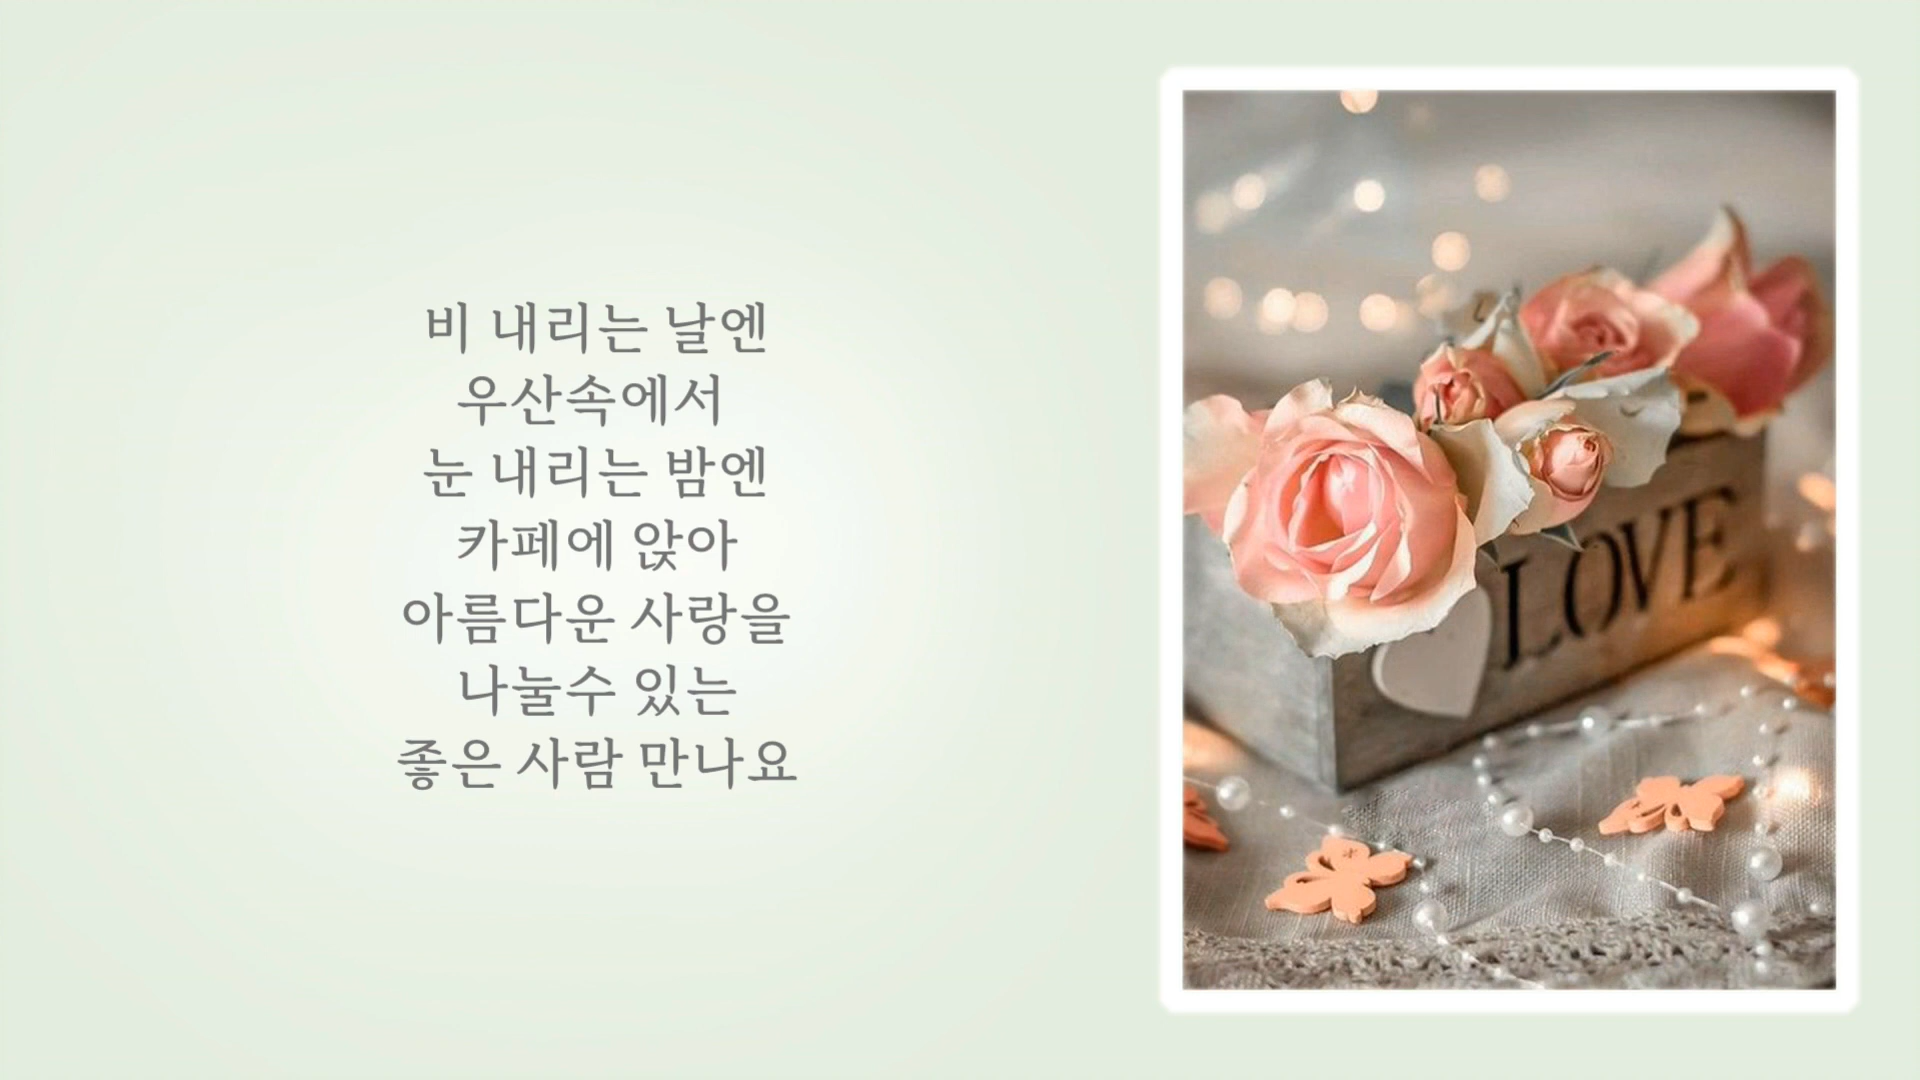 비 내리는 날엔
우산속에서
눈 내리는 밤엔
카페에 앉아
아름다운 사랑을
나눌수 있는
좋은 사람 만나요
LOVE